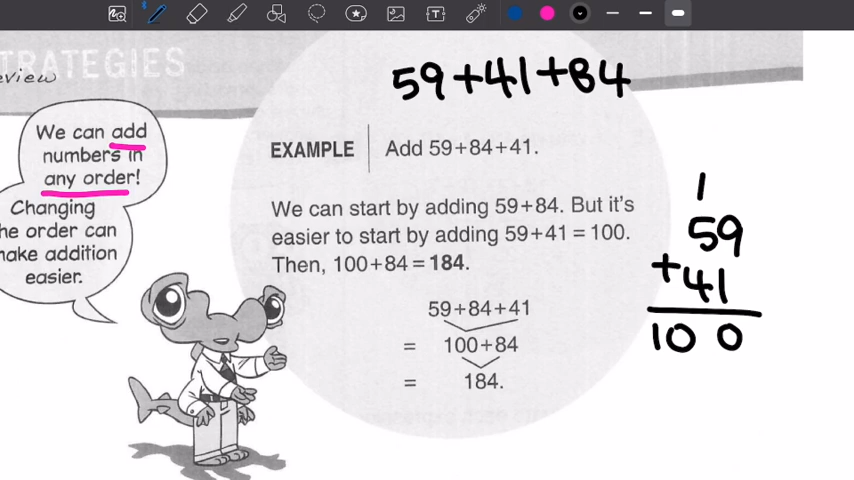 TRATEGIES
eview
59+41+84
We can add
numbers in
any order!
Changing
he order can
make addition
easier.
EXAMPLE
Add 59+84+41.
We can start by adding 59+84. But it's
easier to start by adding 59+41=100.
Then, 100+84=184.
59+84+41
= 100+84
= 184.
1
59
+41
100